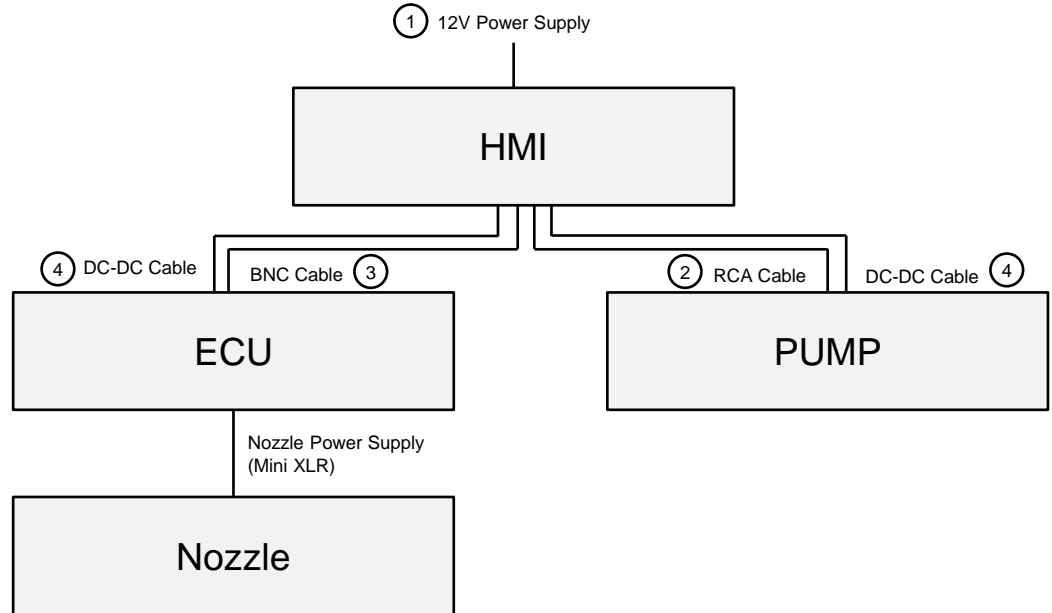 1 12V Power Supply
HMI
4 DC-DC Cable
BNC Cable 3
2 RCA Cable
DC-DC Cable 4
ECU
PUMP
Nozzle Power Supply
(Mini XLR)
Nozzle